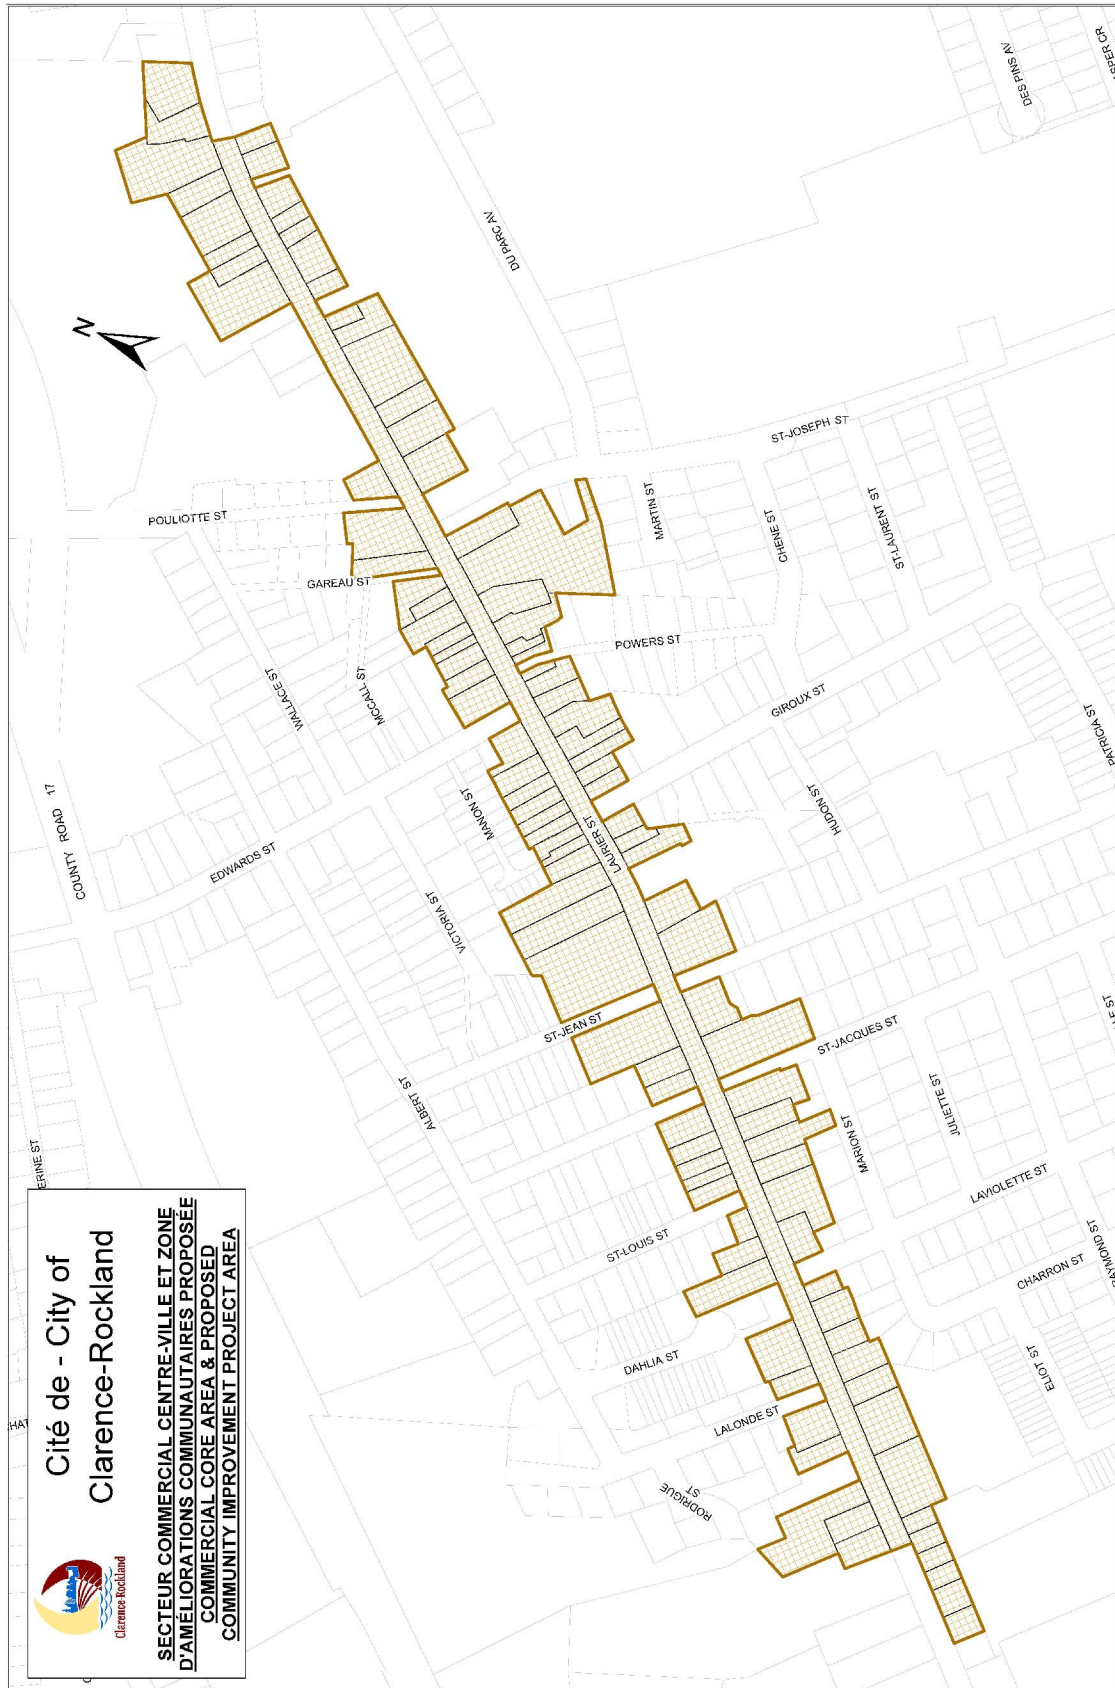 Cité de - City of
Clarence-Rockland
Clarence-Rockland
SECTEUR COMMERCIAL CENTRE-VILLE ET ZONE
D'AMÉLIORATIONS COMMUNAUTAIRES PROPOSÉE
COMMERCIAL CORE AREA & PROPOSED
COMMUNITY IMPROVEMENT PROJECT AREA
N
DES PINS AV
DU PARC AV
ST-JOSEPH ST
POULIOTTE ST
MARTIN ST
CHENE ST
ST-LAURENT ST
GAREAU ST
POWERS ST
WALLACE ST
MCCALL ST
GIROUX ST
PATRICIA ST
COUNTY ROAD 17
MANON ST
HUDON ST
LAURIER ST
EDWARDS ST
VICTORIA ST
ST-JEAN ST
ST-JACQUES ST
ALBERT ST
JULIETTE ST
MARION ST
ERINE ST
LAVIOLETTE ST
ST-LOUIS ST
CHARRON ST
AYMOND ST
DAHLIA ST
ELIOT ST
LALONDE ST
RODRIGUE
ST